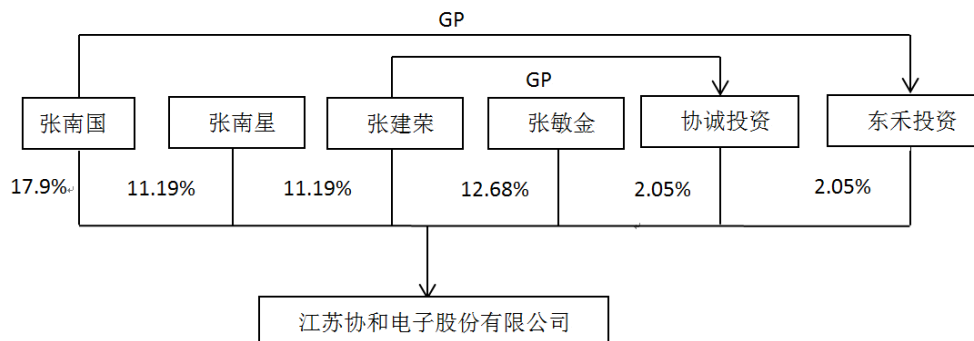 GP
GP
张南国
张南星
张建荣
张敏金
协诚投资
东禾投资
17.9%
11.19%
11.19%
12.68%
2.05%
2.05%
江苏协和电子股份有限公司